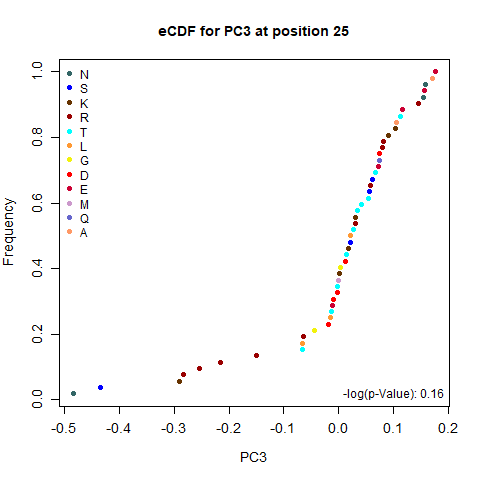 eCDF for PC3 at position 25
Frequency
1.0
0.8
0.6
0.4
0.2
0.0
N
S
K
R
T
L
G
D
E
M
Q
A
-log(p-Value): 0.16
-0.5 -0.4 -0.3 -0.2 -0.1 0.0 0.1 0.2
PC3